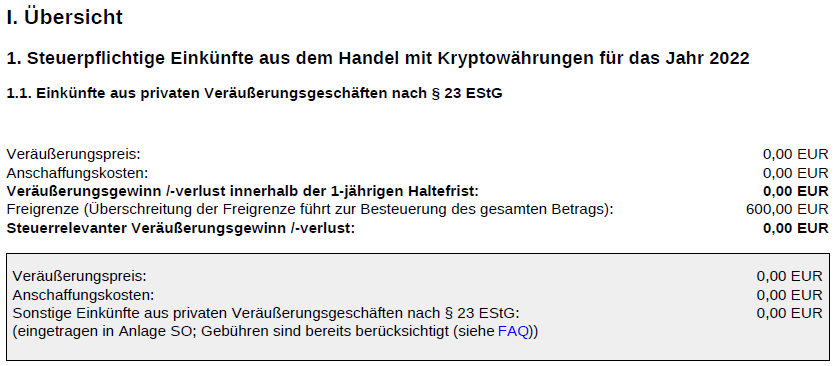 I. Übersicht
1. Steuerpflichtige Einkünfte aus dem Handel mit Kryptowährungen für das Jahr 2022
1.1. Einkünfte aus privaten Veräußerungsgeschäften nach § 23 EStG
Veräußerungspreis: 0,00 EUR
Anschaffungskosten: 0,00 EUR
Veräußerungsgewinn /-verlust innerhalb der 1-jährigen Haltefrist: 0,00 EUR
Freigrenze (Überschreitung der Freigrenze führt zur Besteuerung des gesamten Betrags): 600,00 EUR
Steuerrelevanter Veräußerungsgewinn /-verlust: 0,00 EUR
Veräußerungspreis: 0,00 EUR
Anschaffungskosten: 0,00 EUR
Sonstige Einkünfte aus privaten Veräußerungsgeschäften nach § 23 EStG: 0,00 EUR
(eingetragen in Anlage SO; Gebühren sind bereits berücksichtigt (siehe FAQ))